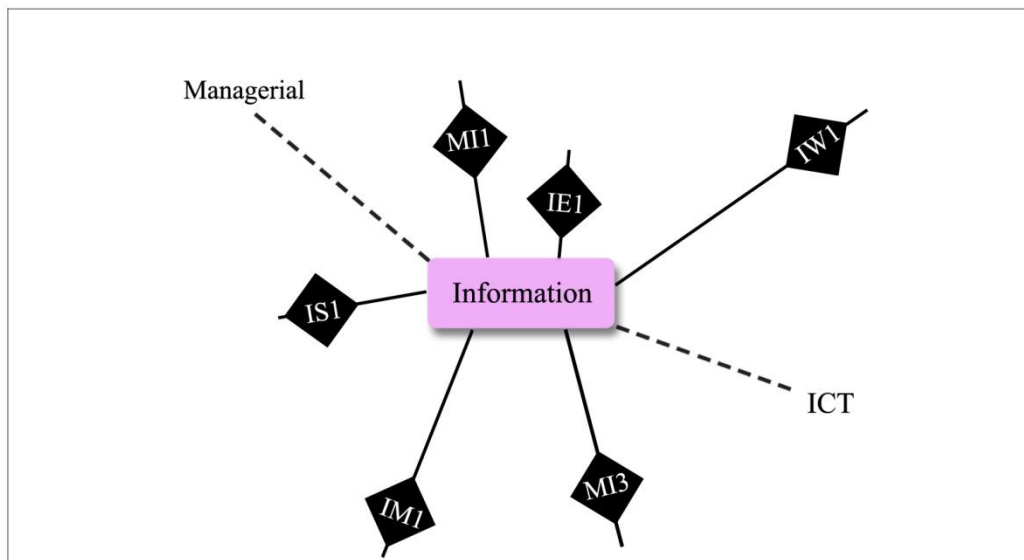 Managerial
MI1
IW1
IE1
Information
IS1
ICT
IM1
MI3